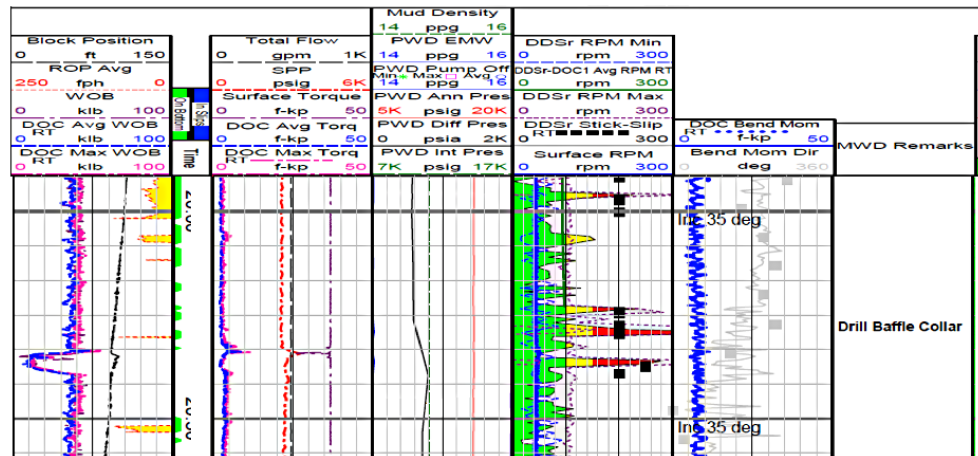 Block Position
0 ft 150
ROP Avg
250 fph 0
WOB
0 klb 100
DOC Avg WOB
RT
0 klb 100
DOC Max WOB
RT
0 klb 100
On Bottom
In Slips
Time
Total Flow
0 gpm 1K
SPP
0 psig 6K
Surface Torque
0 f-kp 50
DOC Avg Torq
0 f-kp 50
DOC Max Torq
RT
0 f-kp 50
Mud Density
14 ppg 16
PWD EMW
14 ppg 16
PWD Pump Off
Min Max Avg
14 ppg 16
PWD Ann Pres
5K psig 20K
PWD Diff Pres
0 psia 2K
PWD Int Pres
7K psig 17K
DDSr RPM Min
0 rpm 300
DDSr-DOC1 Avg RPM RT
0 rpm 300
DDSr RPM Max
0 rpm 300
DDSr Stick-Slip
0 RT 300
Surface RPM
0 rpm 300
DOC Bend Mom
RT
0 f-kp 50
Bend Mom Dir
0 deg 360
MWD Remarks
Inc 35 deg
Drill Baffle Collar
Inc 35 deg